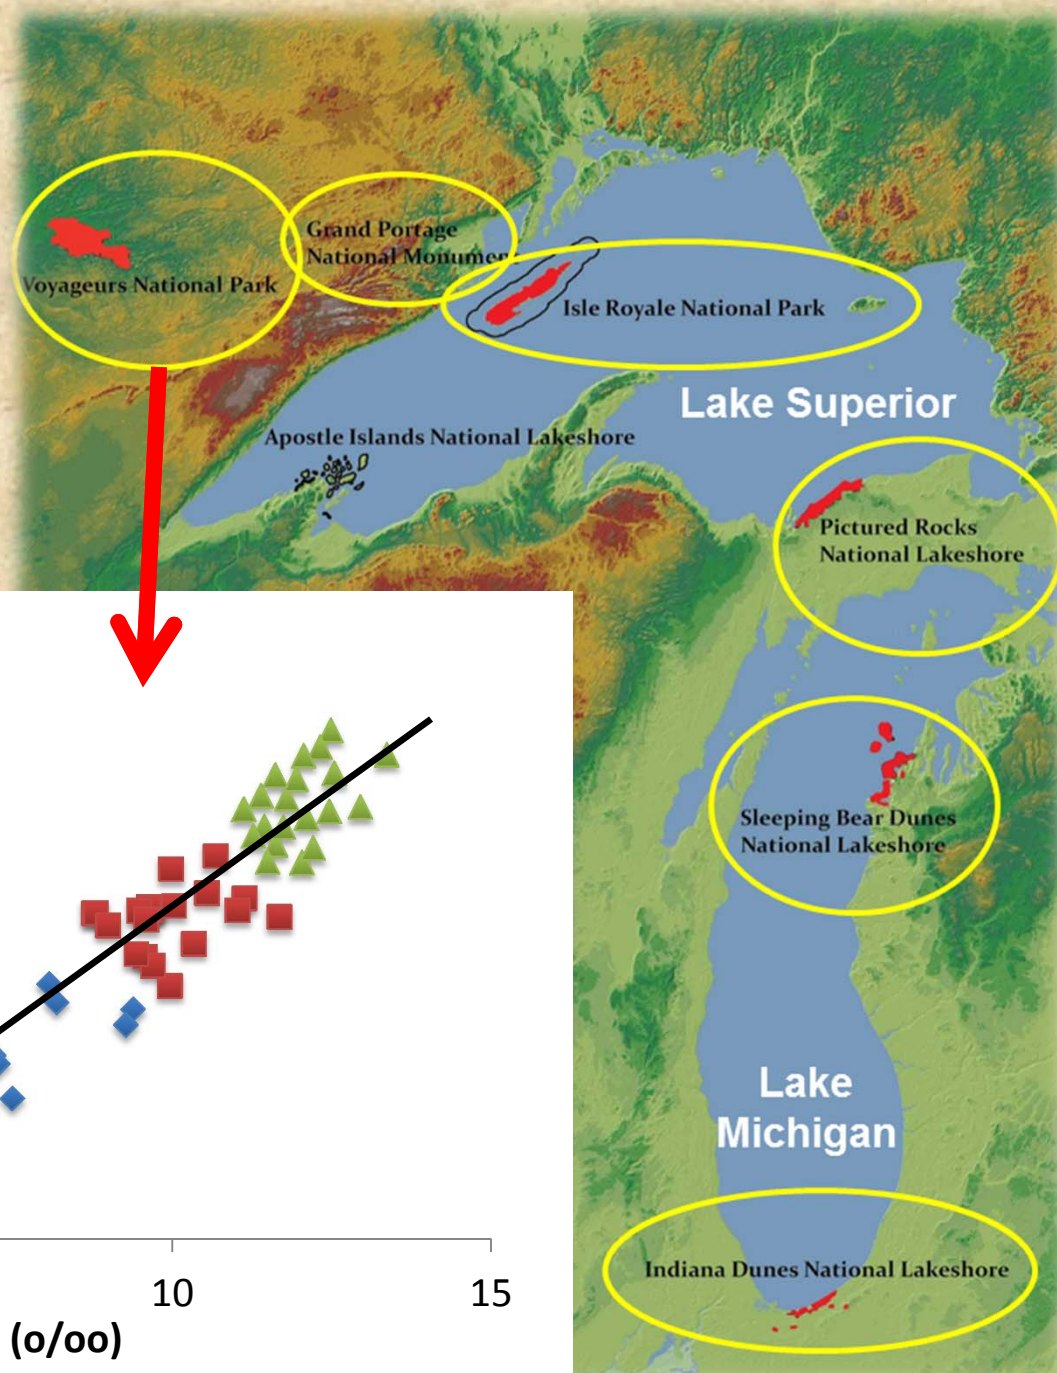 Grand Portage
National Monumen
Voyageurs National Park
Isle Royale National Park
Lake Superior
Apostle Islands National Lakeshore
Pictured Rocks
National Lakeshore
Sleeping Bear Dunes
National Lakeshore
Lake
Michigan
Indiana Dunes National Lakeshore
10
15
(o/oo)